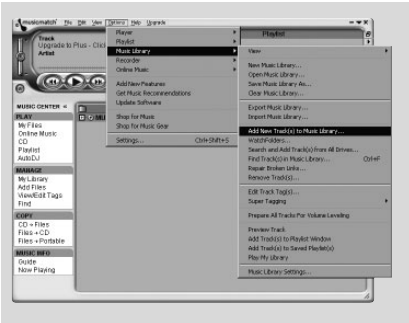 musicmatch File Edit View Options Help Upgrade
Track
Upgrade to Plus - Clic
Artist
Player
Playlist
Music Library
Recorder
Online Music
Add New Features
Get Music Recommendations
Update Software
Shop for Music
Shop for Music Gear
Settings... Ctrl+Shift+S
Playlist
View
New Music Library...
Open Music Library...
Save Music Library As...
Clear Music Library...
Export Music Library...
Import Music Library...
Add New Track(s) to Music Library...
WatchFolders...
Search and Add Track(s) from All Drives...
Find Track(s) in Music Library... Ctrl+F
Repair Broken Links...
Remove Track(s)...
Edit Track Tag(s)...
Super Tagging
Prepare All Tracks For Volume Leveling
Preview Track
Add Track(s) to Playlist Window
Add Track(s) to Saved Playlist(s)
Play My Library
Music Library Settings...
MUSIC CENTER «
PLAY
My Files
Online Music
CD
Playlist
AutoDJ
MANAGE
My Library
Add Files
View/Edit Tags
Find
COPY
CD → Files
Files → CD
Files → Portable
MUSIC INFO
Guide
Now Playing